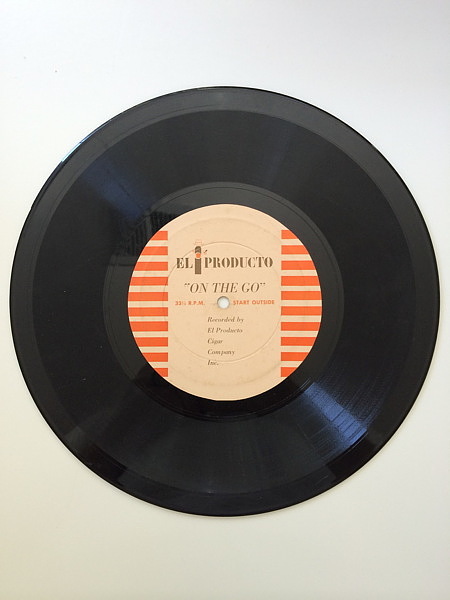 EL PRODUCTO
"ON THE GO"
33⅓ R.P.M. START OUTSIDE
Recorded by
El Producto
Cigar
Company
Inc.